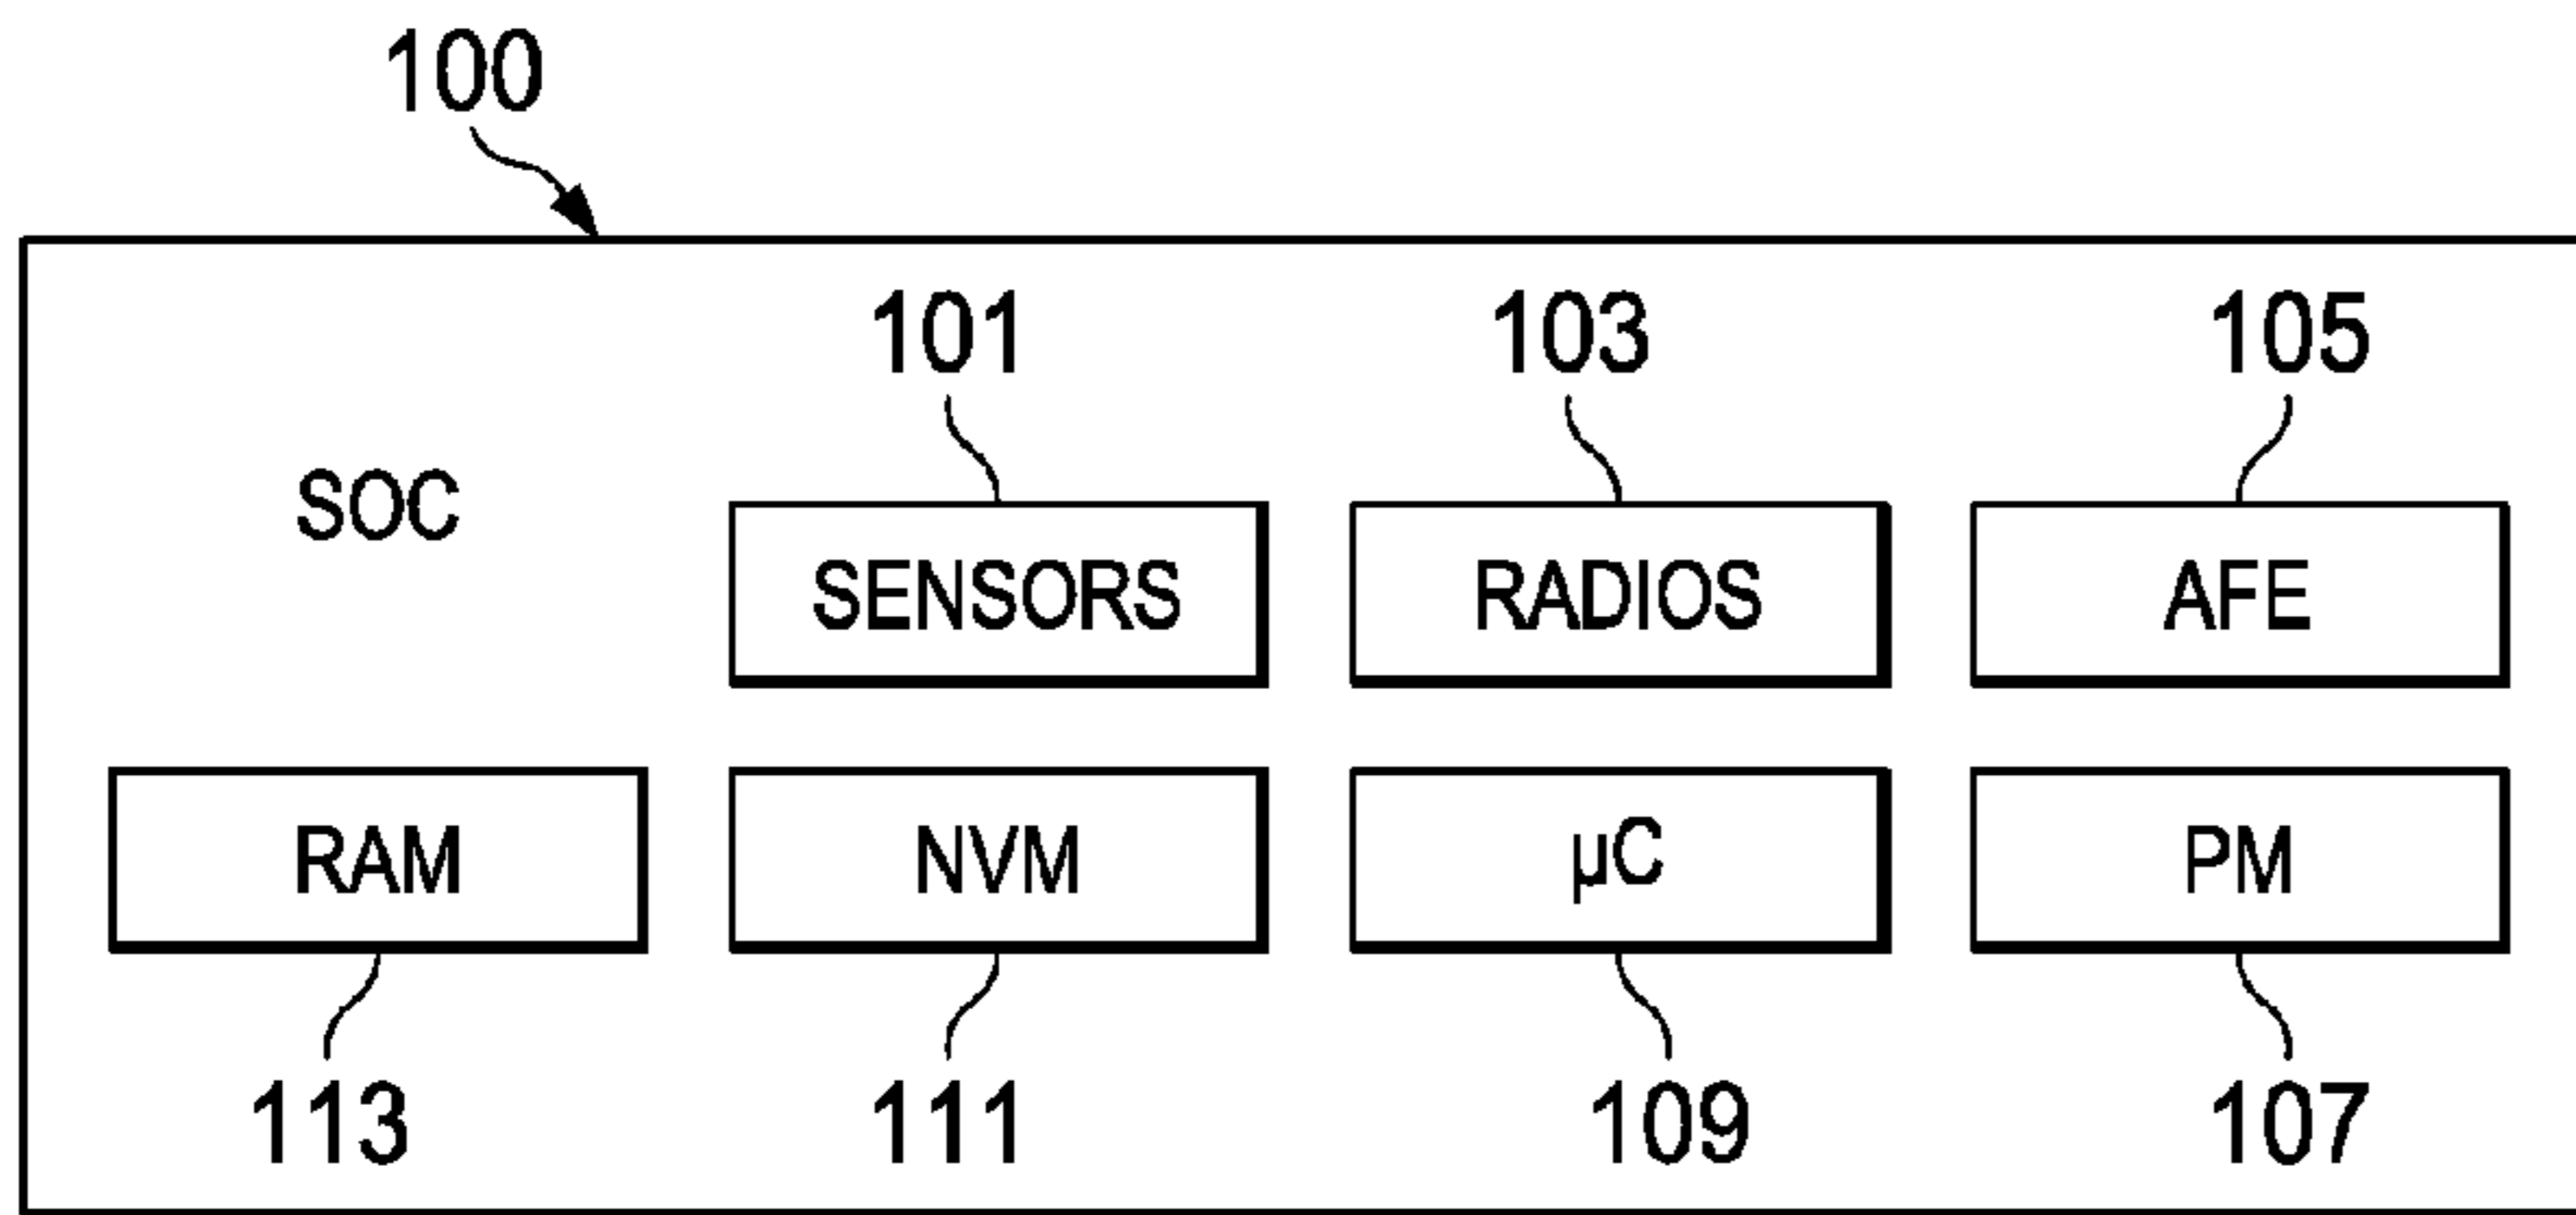 100
101 103 105
SOC
SENSORS RADIOS AFE
RAM NVM µC PM
113 111 109 107